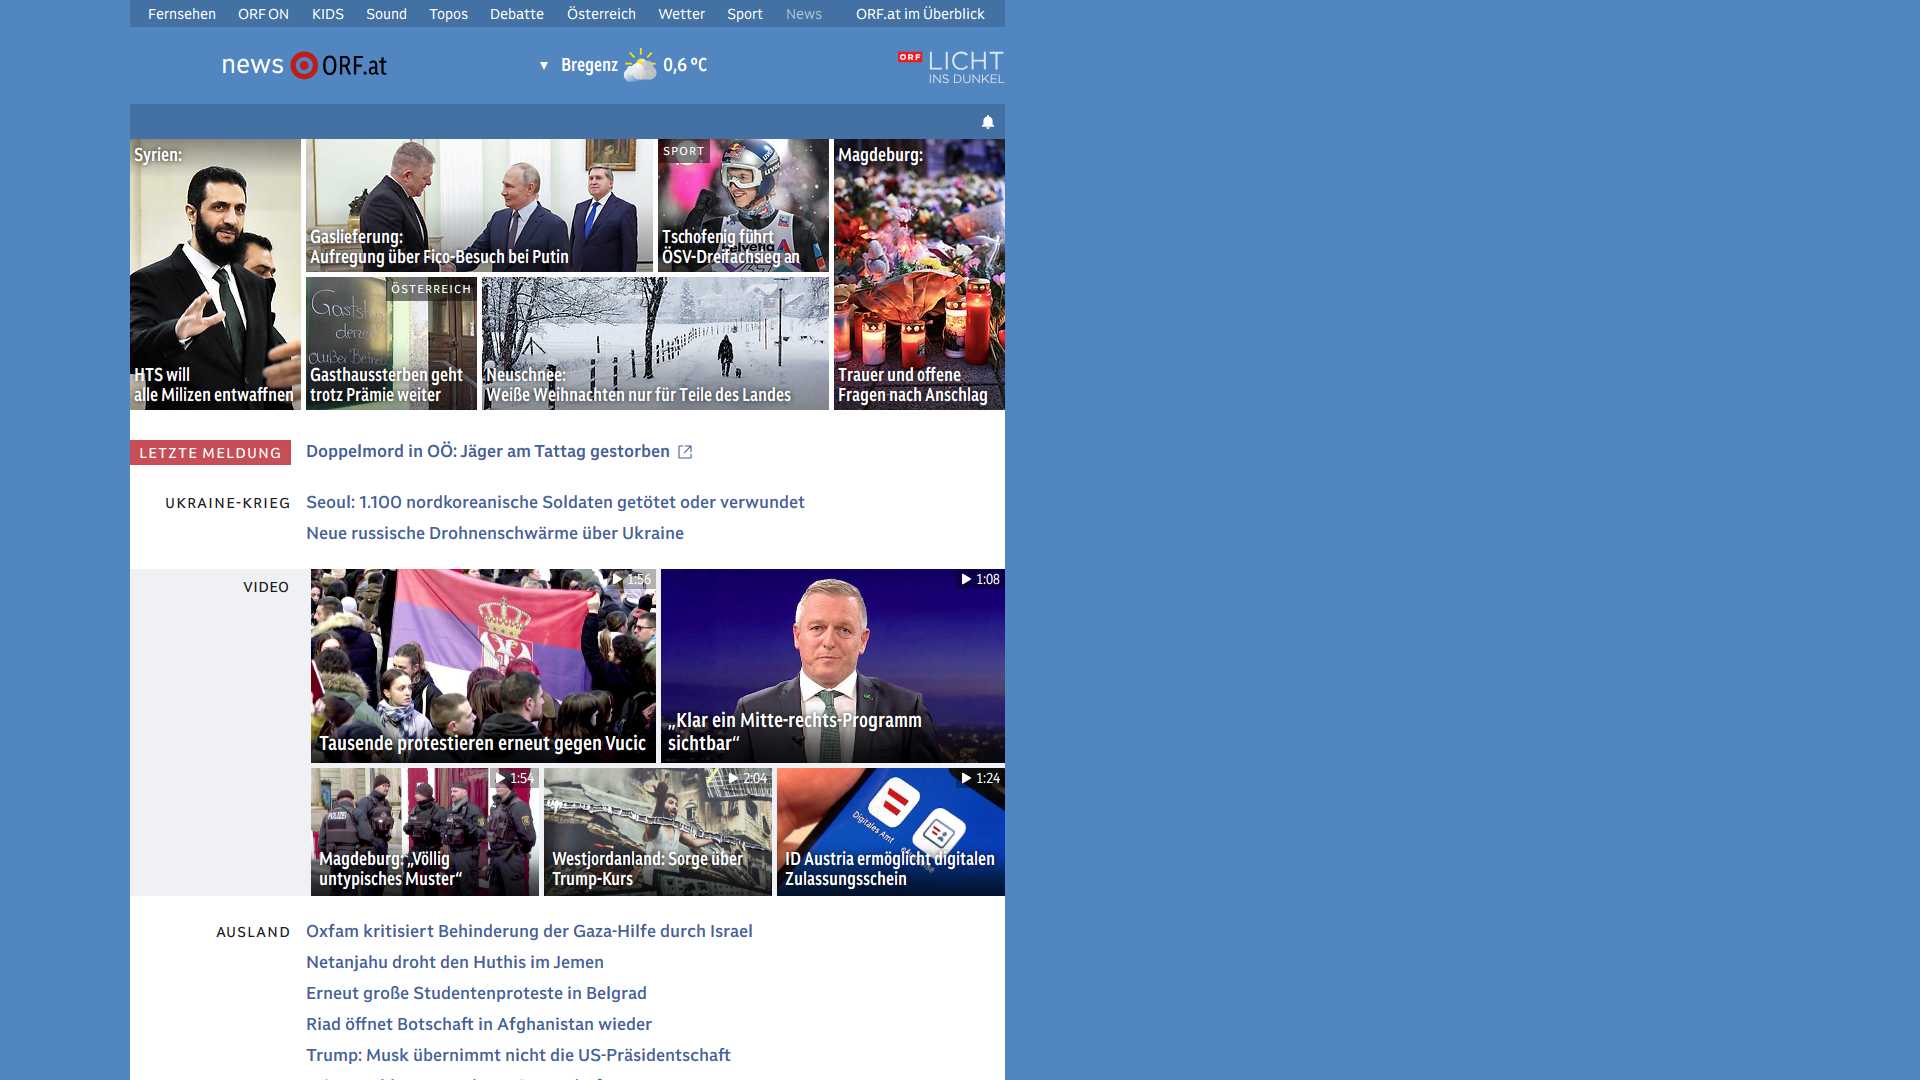 Fernsehen ORF ON KIDS Sound Topos Debatte Österreich Wetter Sport News ORF.at im Überblick
news ORF.at
Bregenz 0,6 °C
ORF LICHT
INS DUNKEL
Syrien:
HTS will
alle Milizen entwaffnen
Gaslieferung:
Aufregung über Fico-Besuch bei Putin
SPORT
Tschofenig führt
ÖSV-Dreifachsieg an
Magdeburg:
Trauer und offene
Fragen nach Anschlag
ÖSTERREICH
Gasthaussterben geht
trotz Prämie weiter
Neuschnee:
Weiße Weihnachten nur für Teile des Landes
LETZTE MELDUNG
Doppelmord in OÖ: Jäger am Tattag gestorben
UKRAINE-KRIEG
Seoul: 1.100 nordkoreanische Soldaten getötet oder verwundet
Neue russische Drohnenschwärme über Ukraine
VIDEO
1:56
Tausende protestieren erneut gegen Vucic
1:08
„Klar ein Mitte-rechts-Programm
sichtbar“
1:54
POLIZEI
Magdeburg: „Völlig
untypisches Muster“
2:04
Westjordanland: Sorge über
Trump-Kurs
1:24
Digitales Amt
ID Austria ermöglicht digitalen
Zulassungsschein
AUSLAND
Oxfam kritisiert Behinderung der Gaza-Hilfe durch Israel
Netanjahu droht den Huthis im Jemen
Erneut große Studentenproteste in Belgrad
Riad öffnet Botschaft in Afghanistan wieder
Trump: Musk übernimmt nicht die US-Präsidentschaft